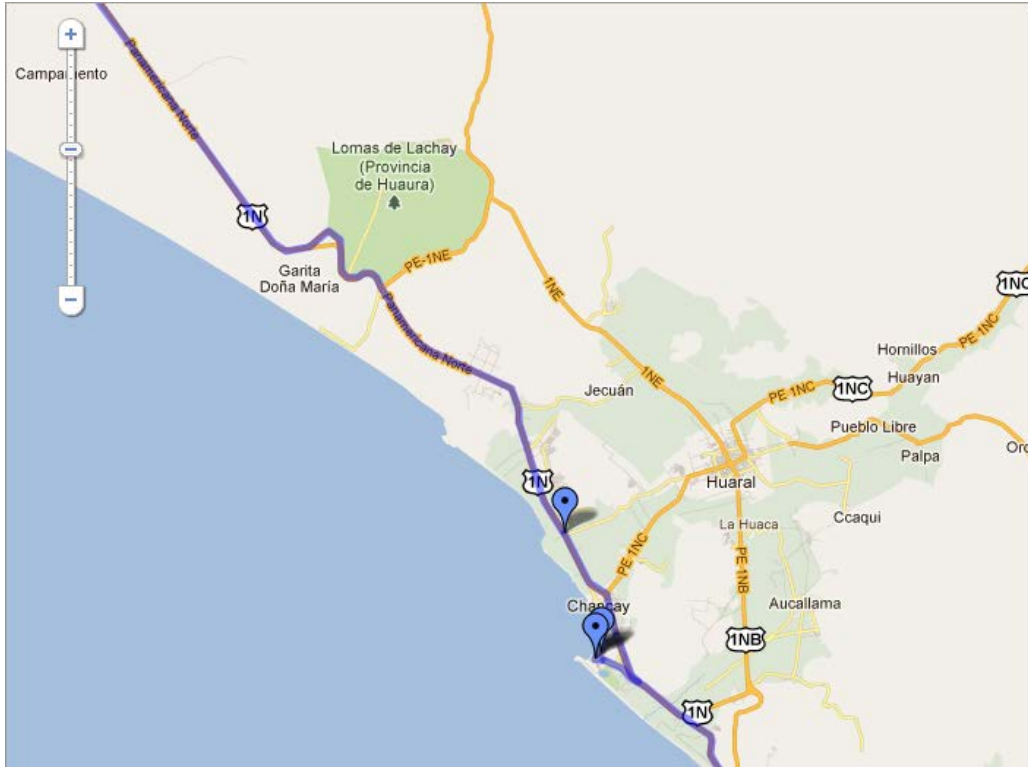 +
Panamericana Norte
Campamento
Lomas de Lachay
(Provincia
de Huaura)
1N
PE-1NE
Garita
Doña María
1NE
1NC
PE-1NC
Panamericana Norte
Hornillos
Huayan
1NE
Jecuán
PE 1NC
1NC
Pueblo Libre
Palpa
Oro
1N
Huaral
Ccaqui
La Huaca
PE 1NC
PE-1NB
Chancay
Aucallama
1NB
1N